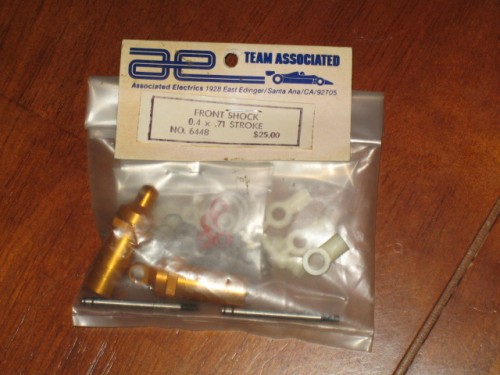 ae TEAM ASSOCIATED
Associated Electrics 1928 East Edinger/Santa Ana/CA/92705
FRONT SHOCK
0.4 x .71 STROKE
NO. 6448 $25.00